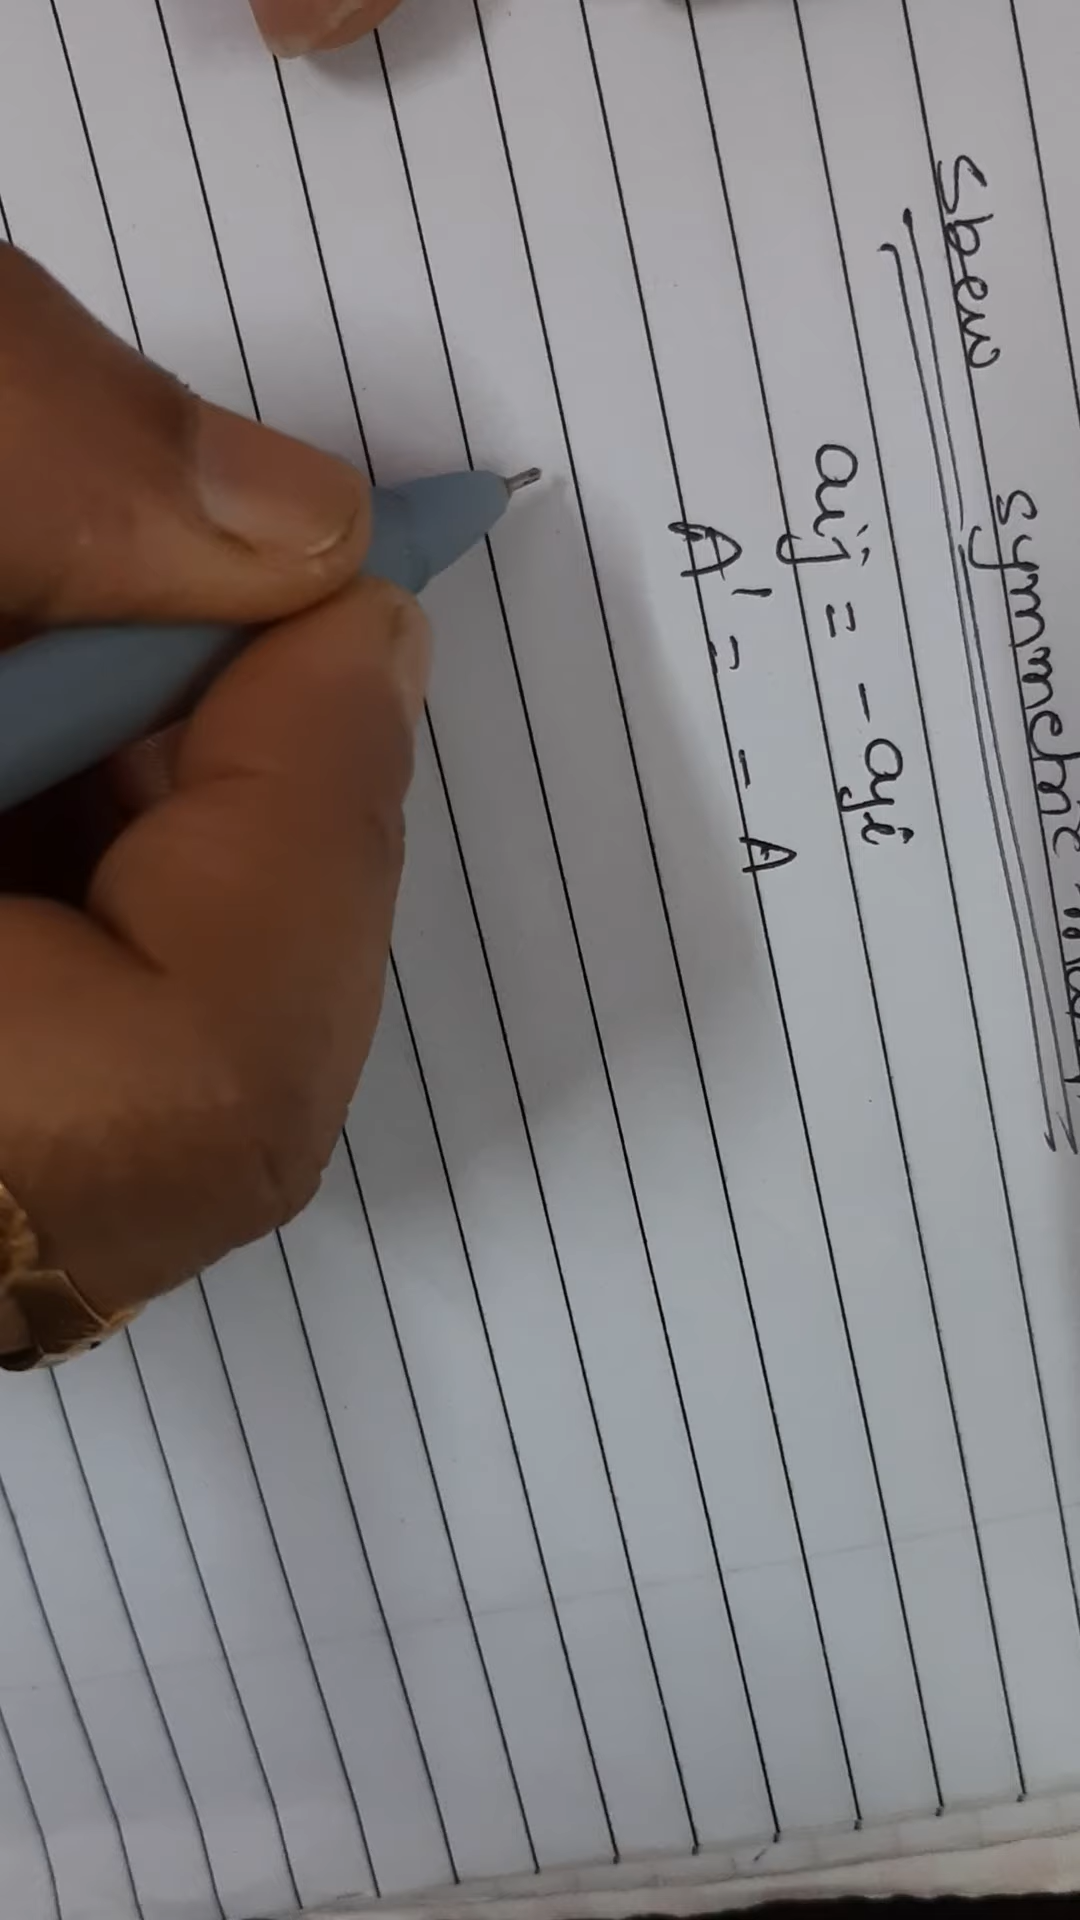 Skew symmetric
aij = - aji
A' = - A